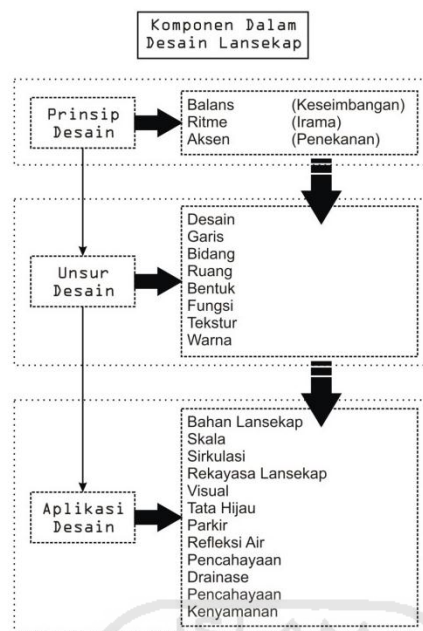 Komponen Dalam
Desain Lansekap
Prinsip
Desain
Balans (Keseimbangan)
Ritme (Irama)
Aksen (Penekanan)
Unsur
Desain
Desain
Garis
Bidang
Ruang
Bentuk
Fungsi
Tekstur
Warna
Aplikasi
Desain
Bahan Lansekap
Skala
Sirkulasi
Rekayasa Lansekap
Visual
Tata Hijau
Parkir
Refleksi Air
Pencahayaan
Drainase
Pencahayaan
Kenyamanan